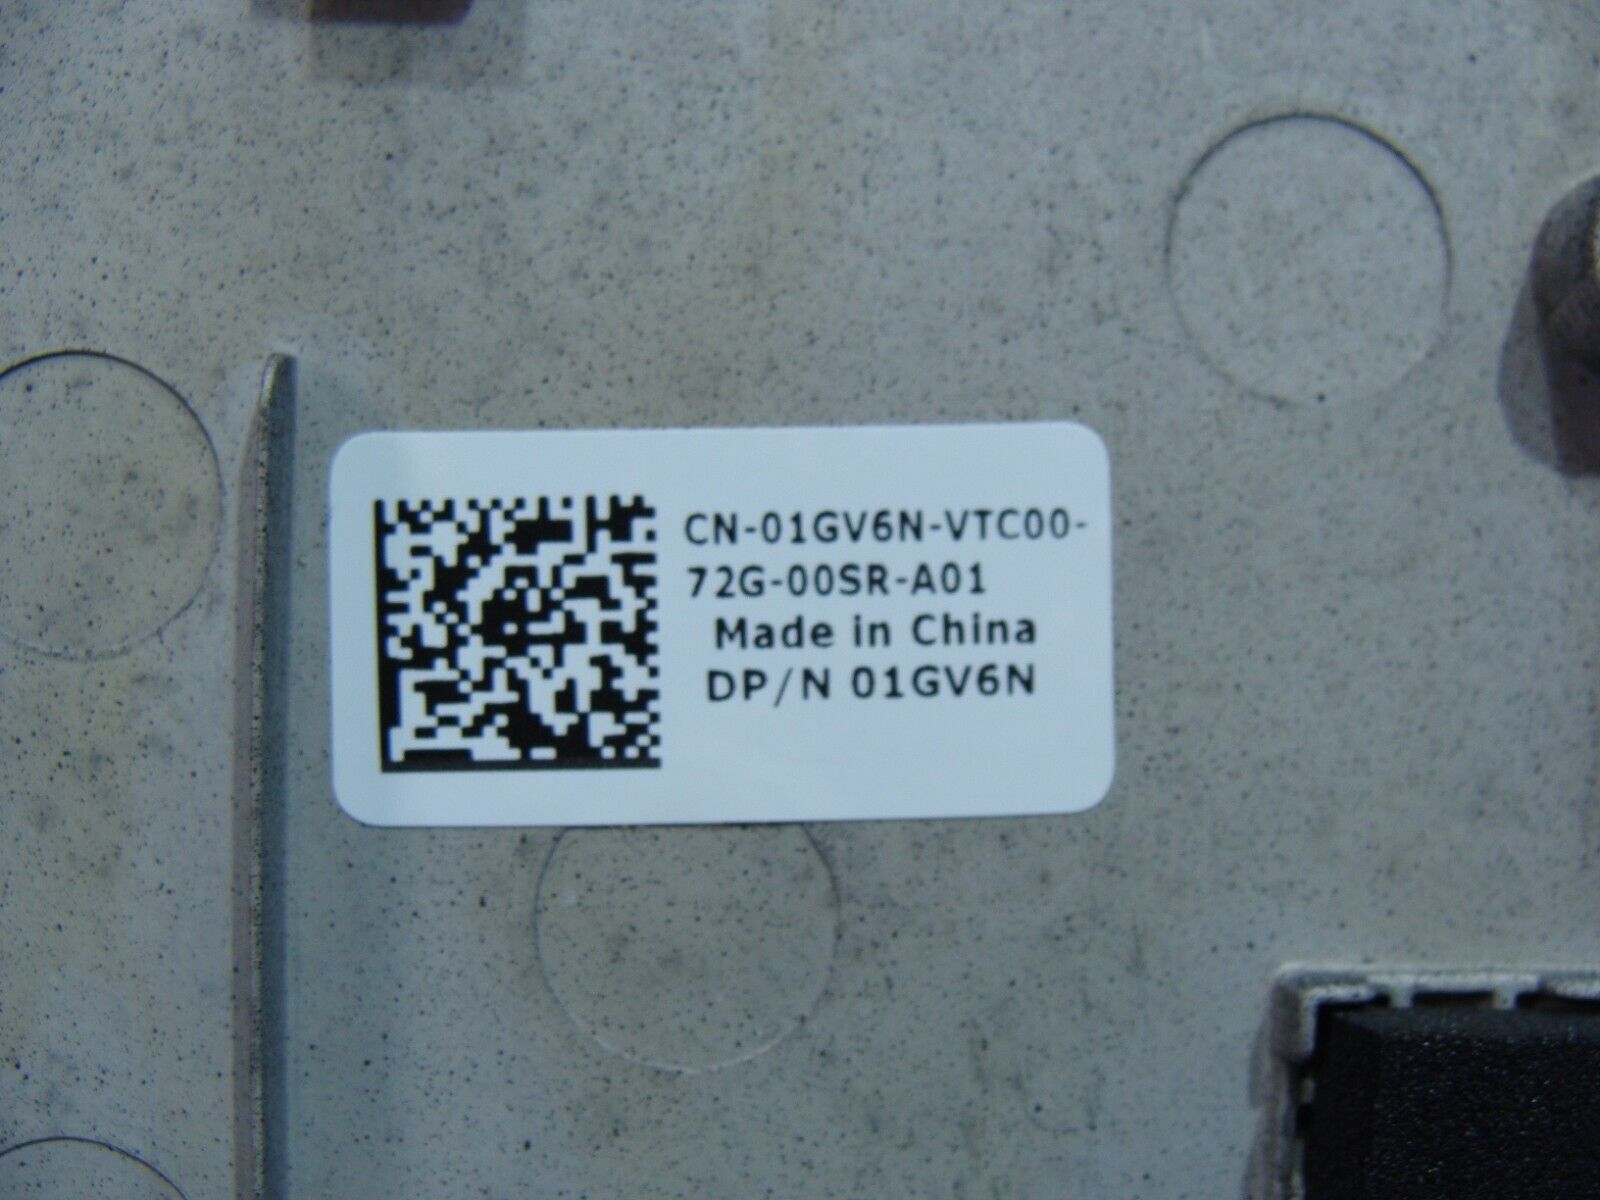 CN-01GV6N-VTC00-
72G-00SR-A01
Made in China
DP/N 01GV6N